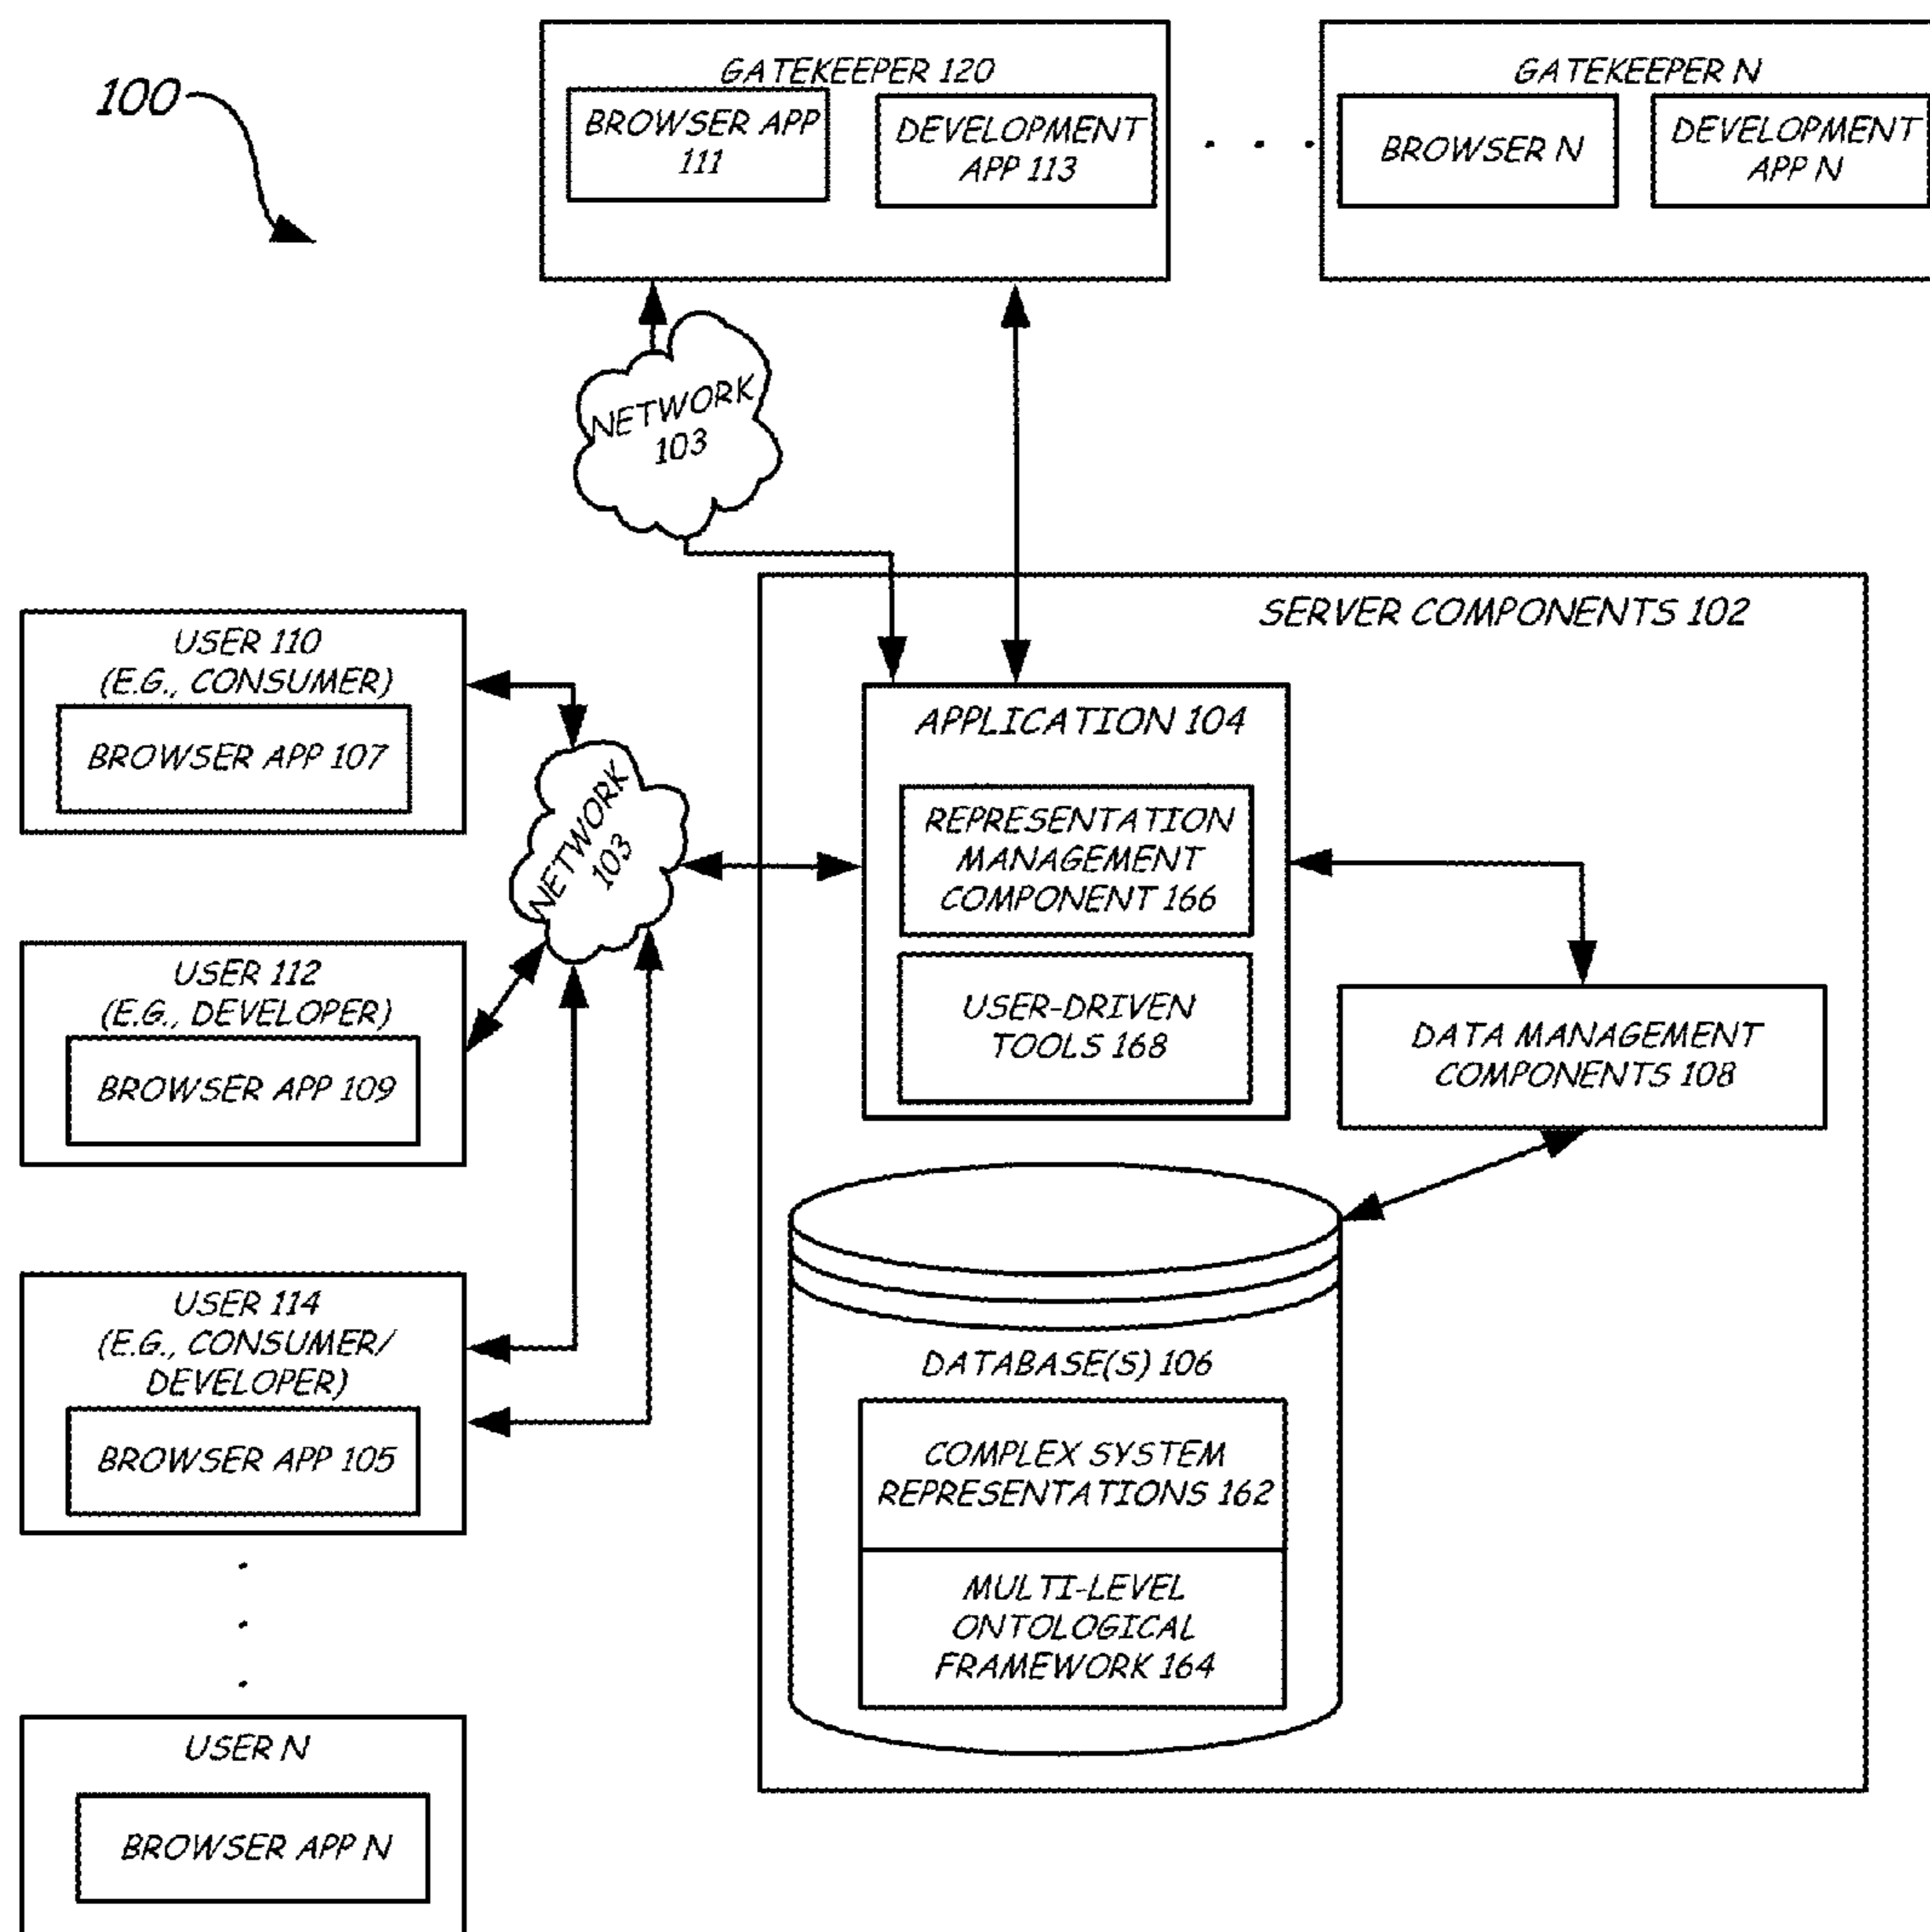 100
GATEKEEPER 120
BROWSER APP
111
DEVELOPMENT
APP 113
. . .
GATEKEEPER N
BROWSER N
DEVELOPMENT
APP N
NETWORK
103
SERVER COMPONENTS 102
USER 110
(E.G., CONSUMER)
BROWSER APP 107
NETWORK
103
APPLICATION 104
REPRESENTATION
MANAGEMENT
COMPONENT 166
USER-DRIVEN
TOOLS 168
USER 112
(E.G., DEVELOPER)
BROWSER APP 109
DATA MANAGEMENT
COMPONENTS 108
USER 114
(E.G., CONSUMER/
DEVELOPER)
BROWSER APP 105
DATABASE(S) 106
COMPLEX SYSTEM
REPRESENTATIONS 162
MULTI-LEVEL
ONTOLOGICAL
FRAMEWORK 164
.
.
.
USER N
BROWSER APP N